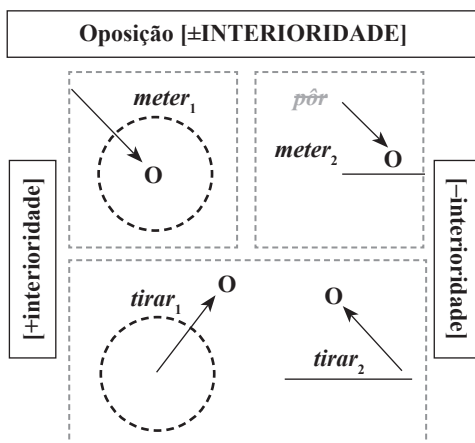 Oposição [±INTERIORIDADE]
meter1
O
pôr
meter2
O
[+interioridade]
[–interioridade]
tirar1
O
O
tirar2